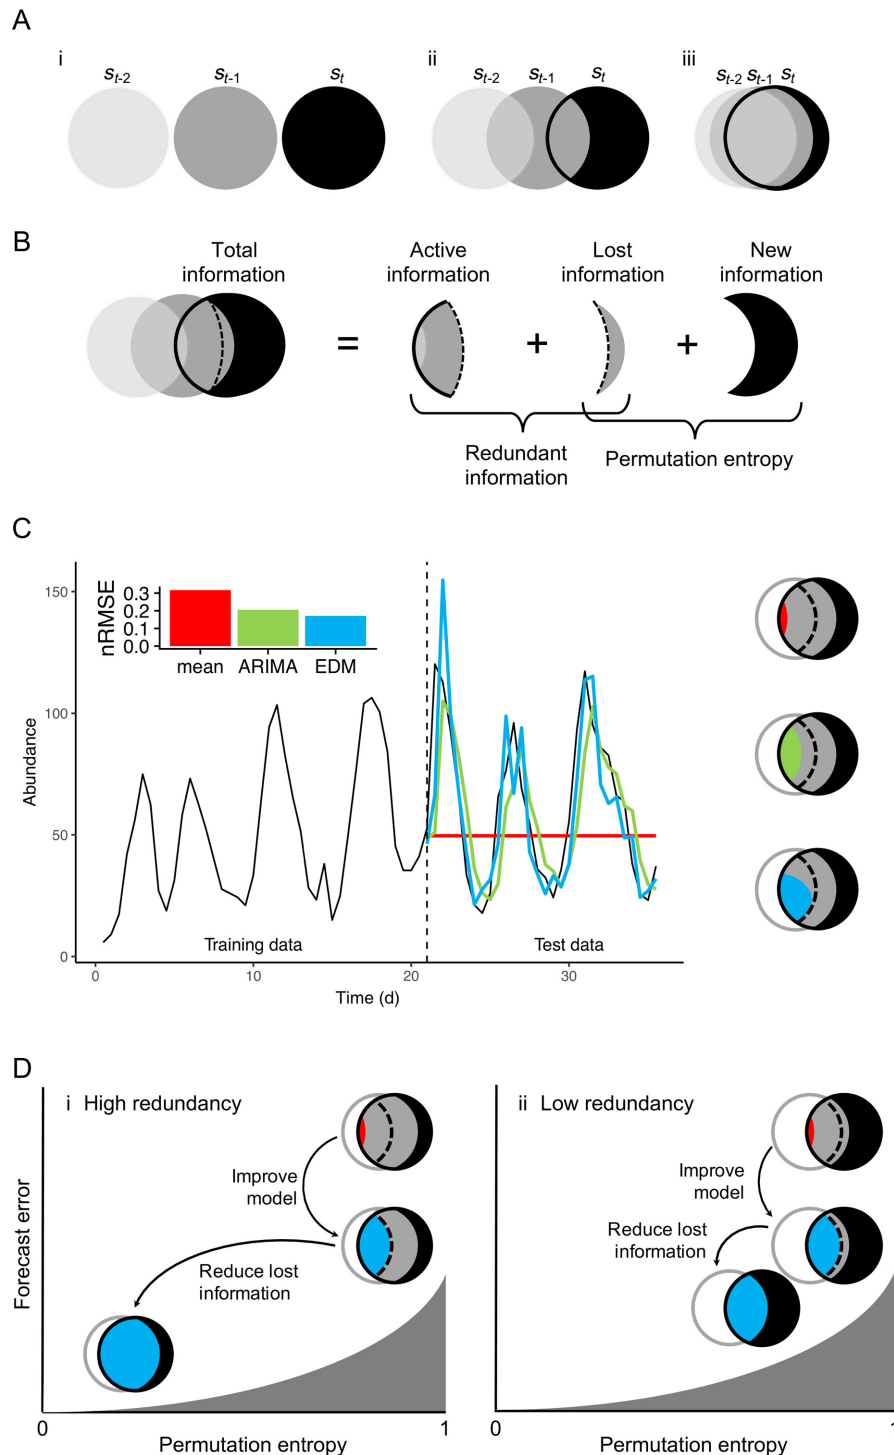 A
i
s_{t-2} s_{t-1} s_t
ii
s_{t-2} s_{t-1} s_t
iii
s_{t-2} s_{t-1} s_t
B
Total
information
=
Active
information
+
Lost
information
+
New
information
Redundant
information
Permutation entropy
C
Abundance
150
100
50
0
nRMSE
0.3
0.2
0.1
0.0
mean ARIMA EDM
Training data
Test data
0 10 20 30
Time (d)
D
i High redundancy
Improve
model
Reduce lost
information
Forecast error
0 1
Permutation entropy
ii Low redundancy
Improve
model
Reduce lost
information
0 1
Permutation entropy